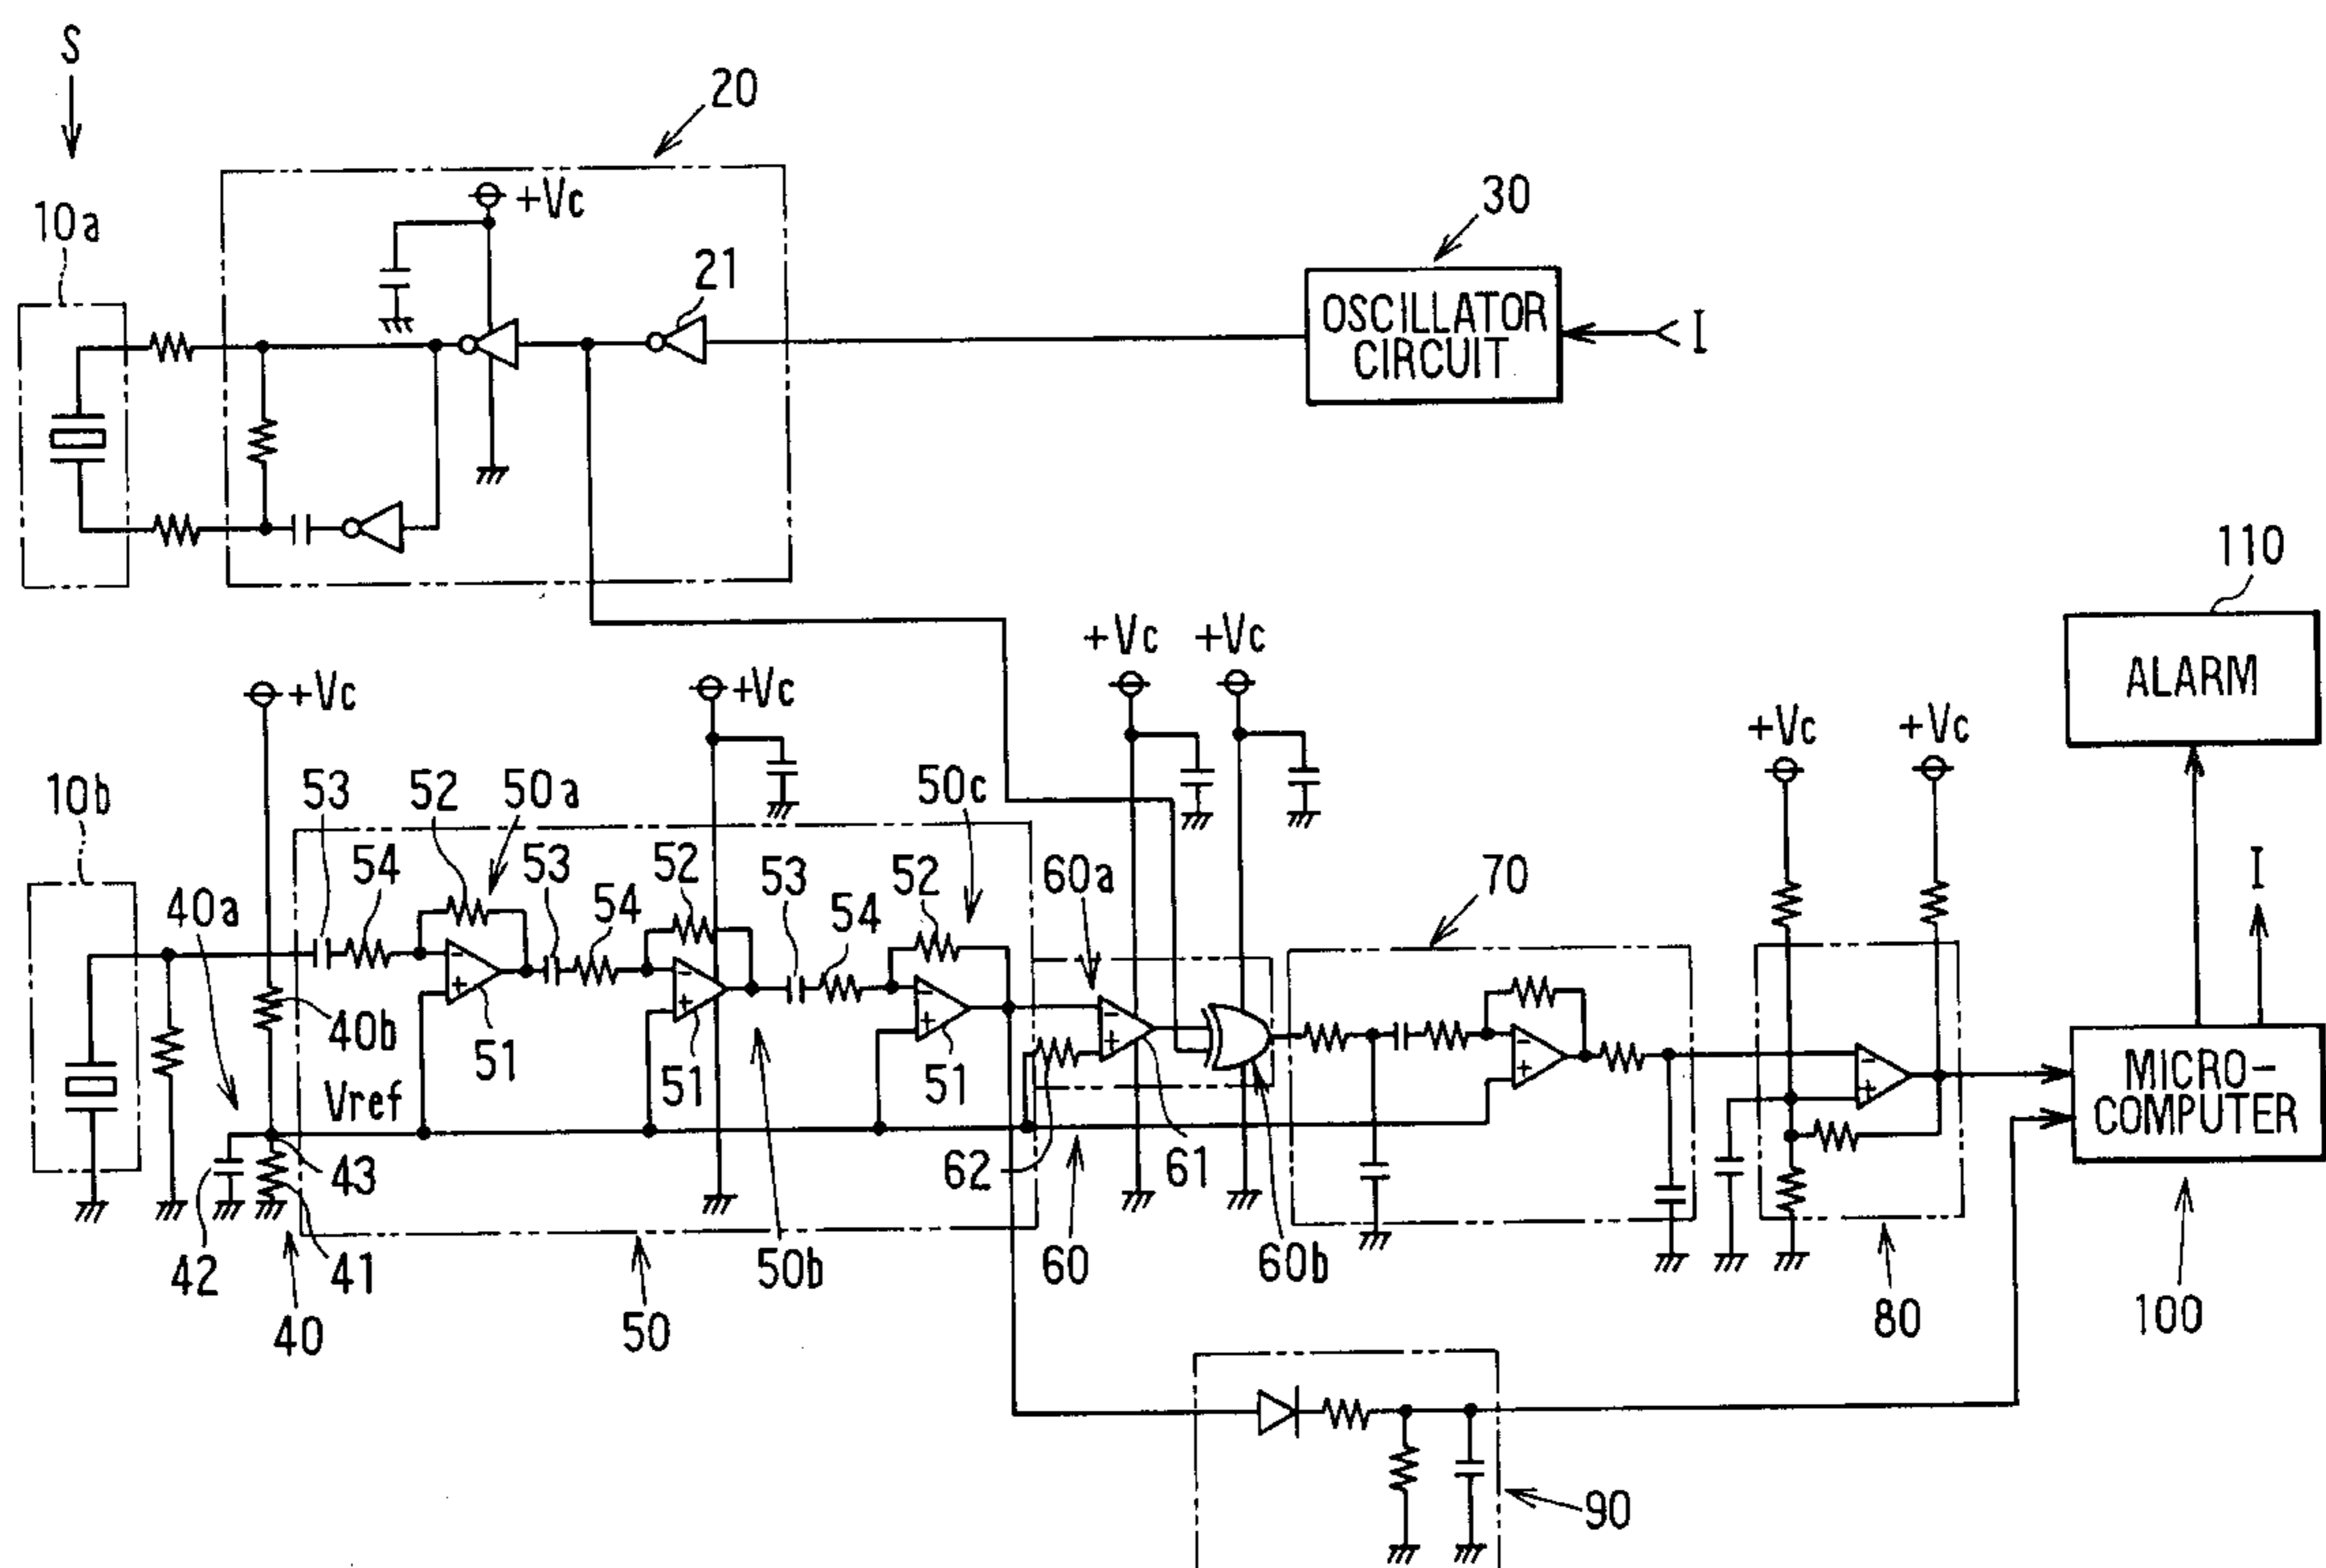 S
20
+Vc
10a
21
30
OSCILLATOR
CIRCUIT
I
110
ALARM
+Vc
+Vc
+Vc
+Vc
+Vc
+Vc
10b
53
52
50a
50c
54
53
52
53
52
60a
70
I
40a
54
54
-
+
-
+
-
+
-
+
-
+
-
+
40b
51
51
51
Vref
MICRO-
COMPUTER
43
62
61
42
41
50b
60
60b
40
50
80
100
90